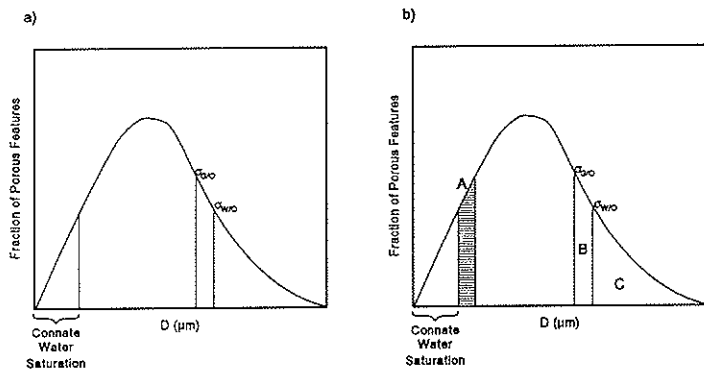 a)
Fraction of Porous Features
σG/O
σW/O
Connate
Water
Saturation
D (µm)
b)
Fraction of Porous Features
A
σG/O
σW/O
B
C
Connate
Water
Saturation
D (µm)